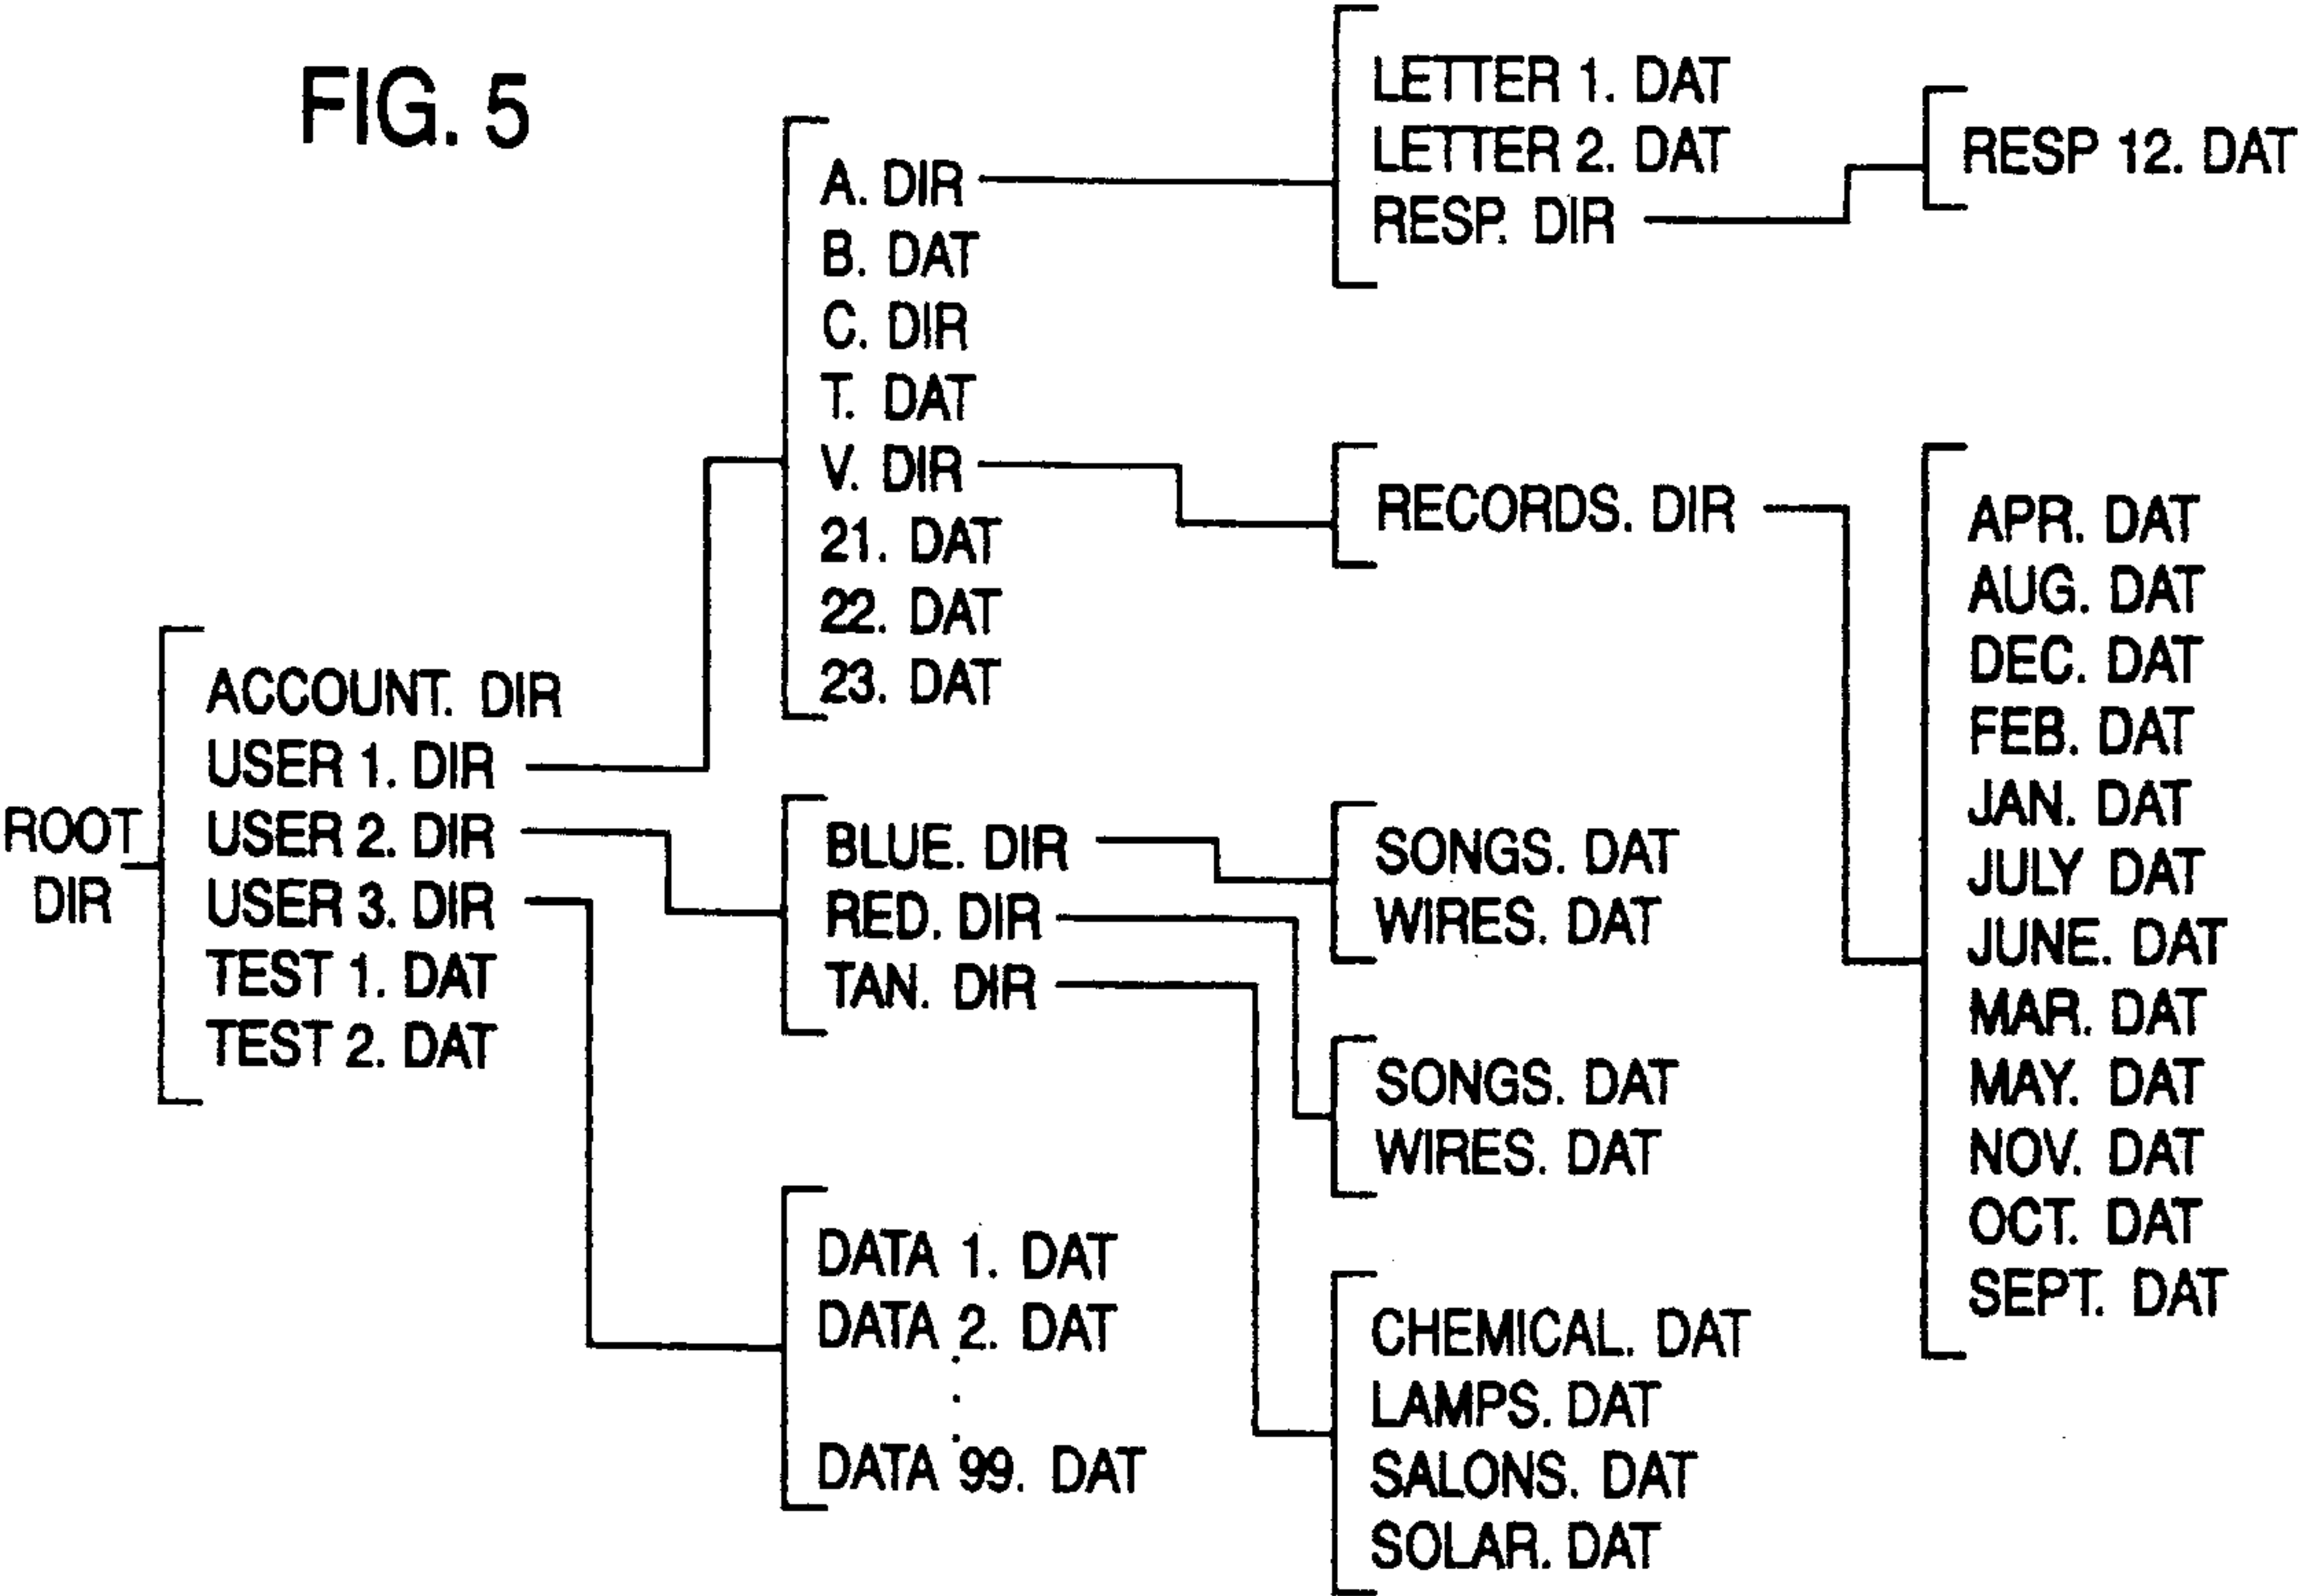 FIG. 5
ROOT
DIR
ACCOUNT. DIR
USER 1. DIR
USER 2. DIR
USER 3. DIR
TEST 1. DAT
TEST 2. DAT
A. DIR
B. DAT
C. DIR
T. DAT
V. DIR
21. DAT
22. DAT
23. DAT
BLUE. DIR
RED. DIR
TAN. DIR
DATA 1. DAT
DATA 2. DAT
.
.
.
DATA 99. DAT
LETTER 1. DAT
LETTER 2. DAT
RESP. DIR
RECORDS. DIR
SONGS. DAT
WIRES. DAT
SONGS. DAT
WIRES. DAT
CHEMICAL. DAT
LAMPS. DAT
SALONS. DAT
SOLAR. DAT
RESP 12. DAT
APR. DAT
AUG. DAT
DEC. DAT
FEB. DAT
JAN. DAT
JULY DAT
JUNE. DAT
MAR. DAT
MAY. DAT
NOV. DAT
OCT. DAT
SEPT. DAT